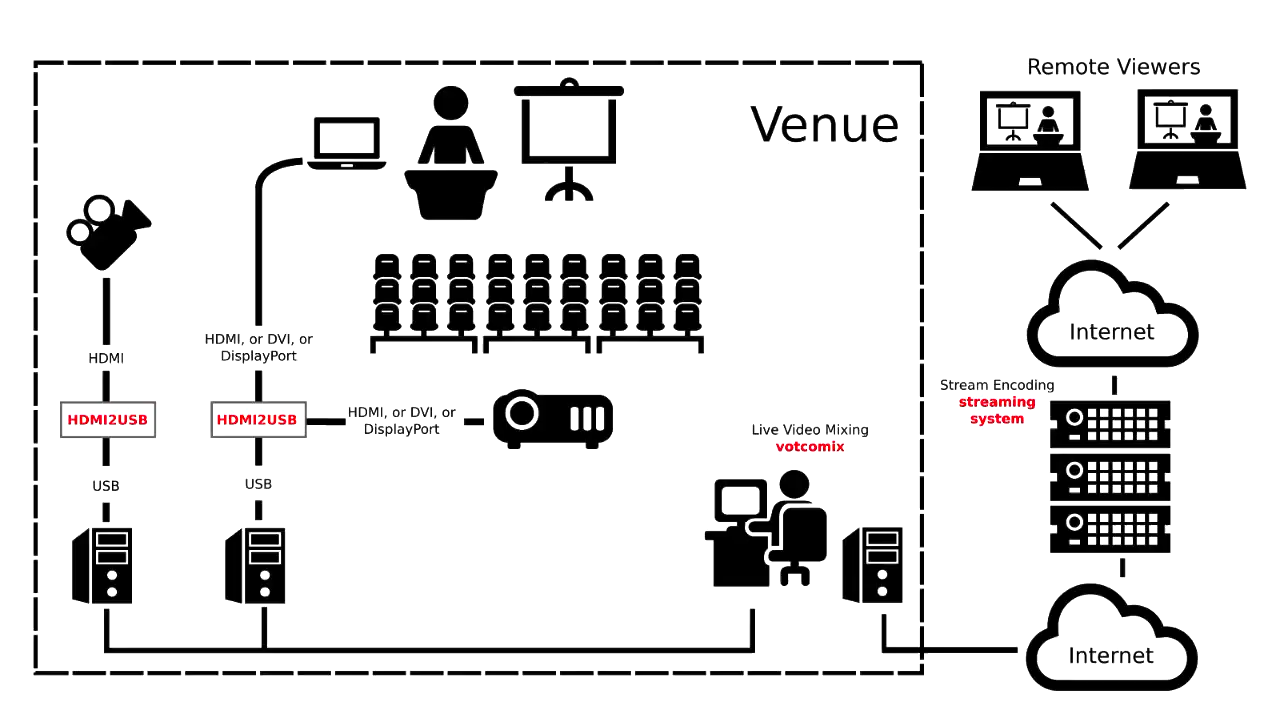 Remote Viewers
Venue
HDMI, or DVI, or
DisplayPort
HDMI
Internet
Stream Encoding
streaming
system
HDMI2USB
HDMI2USB
HDMI, or DVI, or
DisplayPort
Live Video Mixing
votcomix
USB
USB
Internet